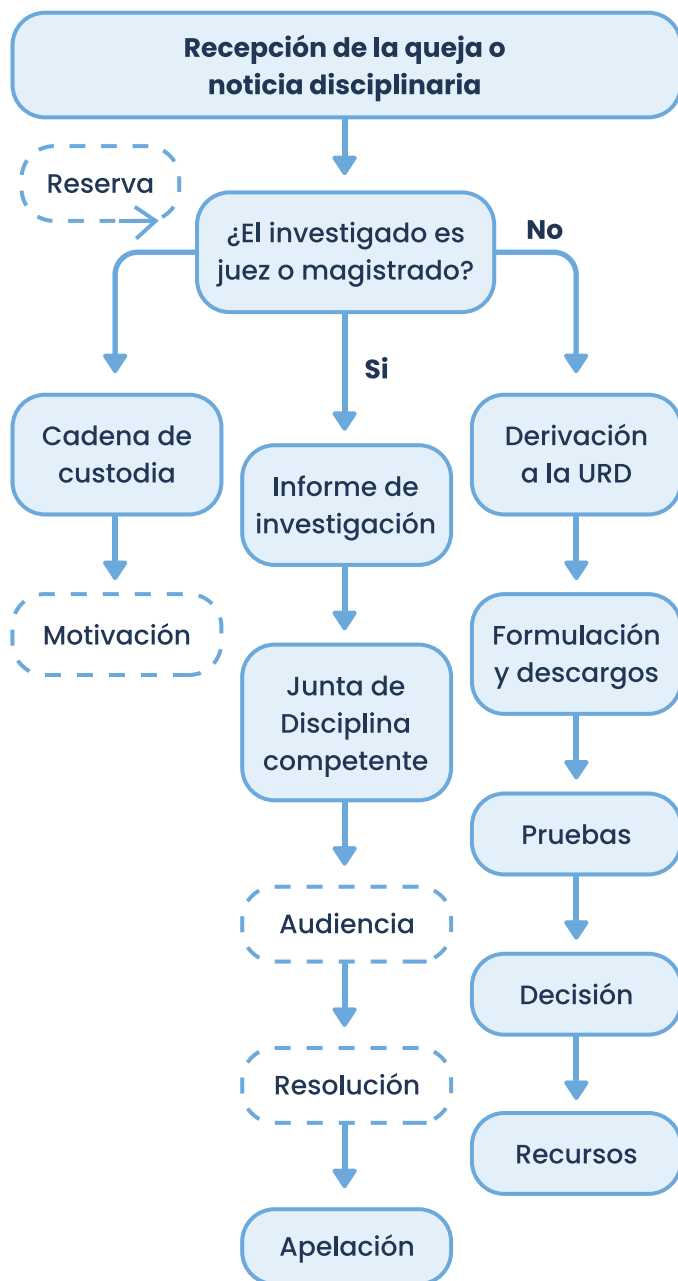 Recepción de la queja o
noticia disciplinaria
Reserva
¿El investigado es
juez o magistrado?
No
Si
Cadena de
custodia
Motivación
Informe de
investigación
Junta de
Disciplina
competente
Audiencia
Resolución
Apelación
Derivación
a la URD
Formulación
y descargos
Pruebas
Decisión
Recursos